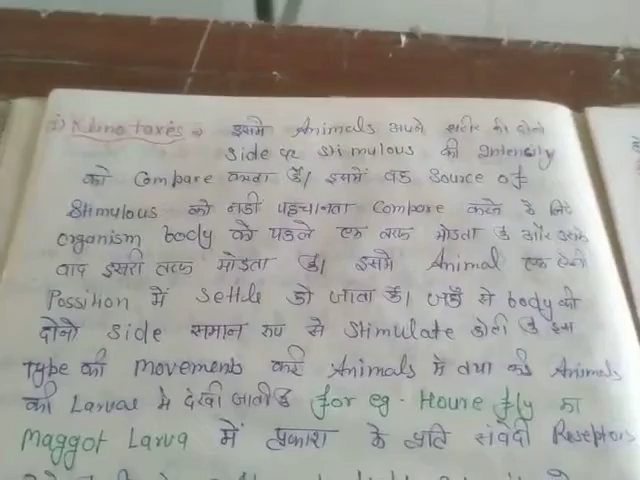 i) Klino taxes → इसमें Animals अपने शरीर की दोनो
side पर stimulous की Intensity
को Compare करता हैं। इसमें वह Source of
Stimulous को नहीं पहचानता Compare करने के लिए
organism body को पहले एक तरफ मोडता है और उसके
बाद दूसरी तरफ मोडता हैं। इसमें Animal एक ऐसी
Possition में settle हो जाता हैं। जहाँ से body की
दोनो side समान रूप से stimulate होती है इस
Type की movements कई Animals में तथा कई Animals
की Larvae में देखी जाती है for eg. House fly का
Maggot Larva में प्रकाश के प्रति संवेदी Receptors